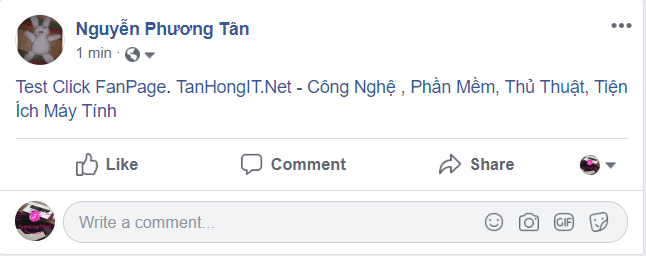 Nguyễn Phương Tân
1 min ·
Test Click FanPage. TanHongIT.Net - Công Nghệ , Phần Mềm, Thủ Thuật, Tiện
Ích Máy Tính
Like Comment Share
Write a comment... GIF